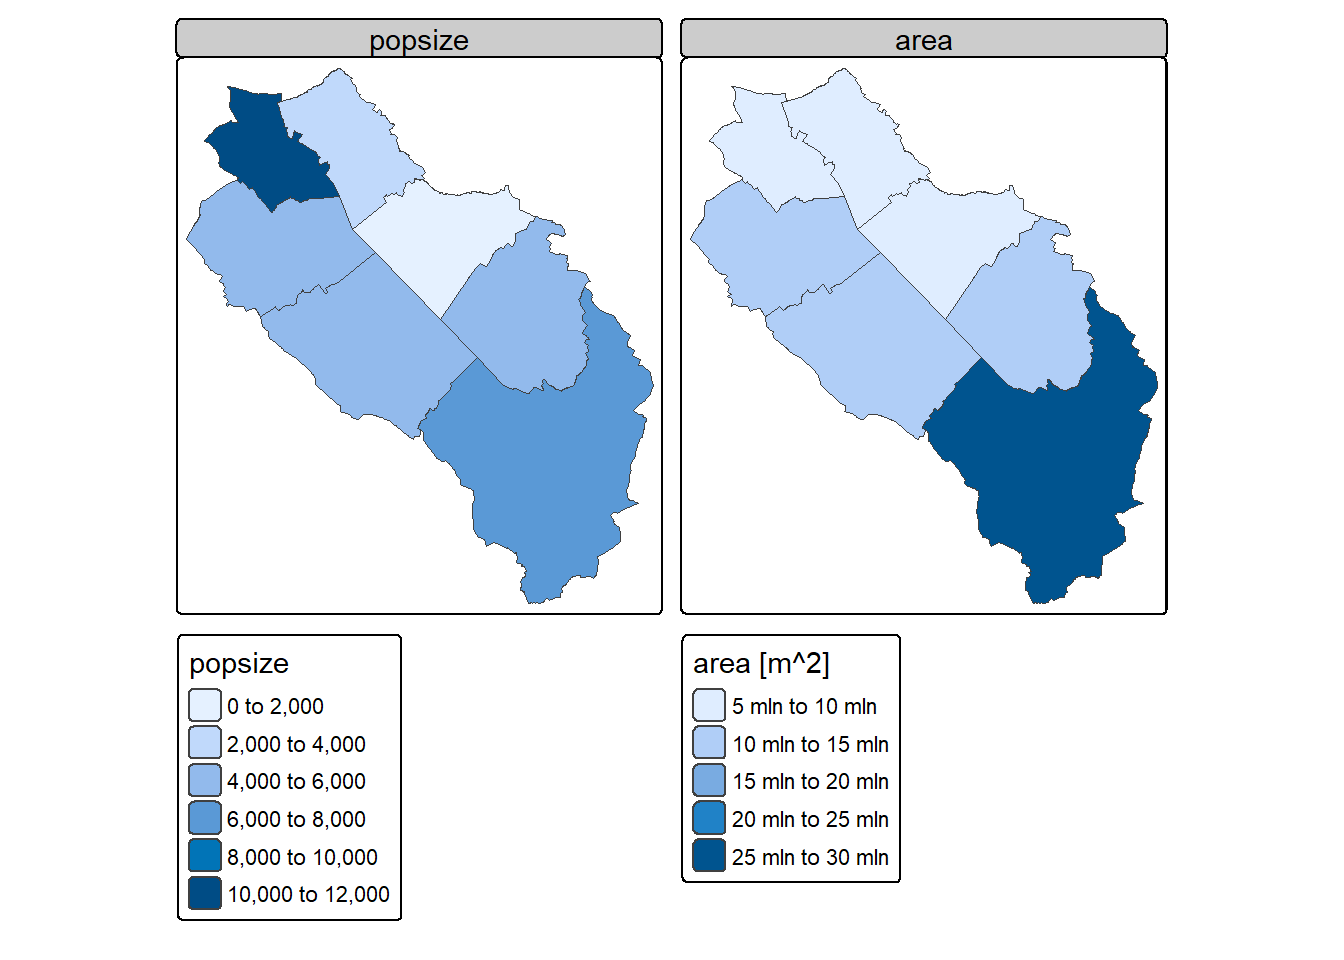 popsize
area
popsize
0 to 2,000
2,000 to 4,000
4,000 to 6,000
6,000 to 8,000
8,000 to 10,000
10,000 to 12,000
area [m^2]
5 mln to 10 mln
10 mln to 15 mln
15 mln to 20 mln
20 mln to 25 mln
25 mln to 30 mln